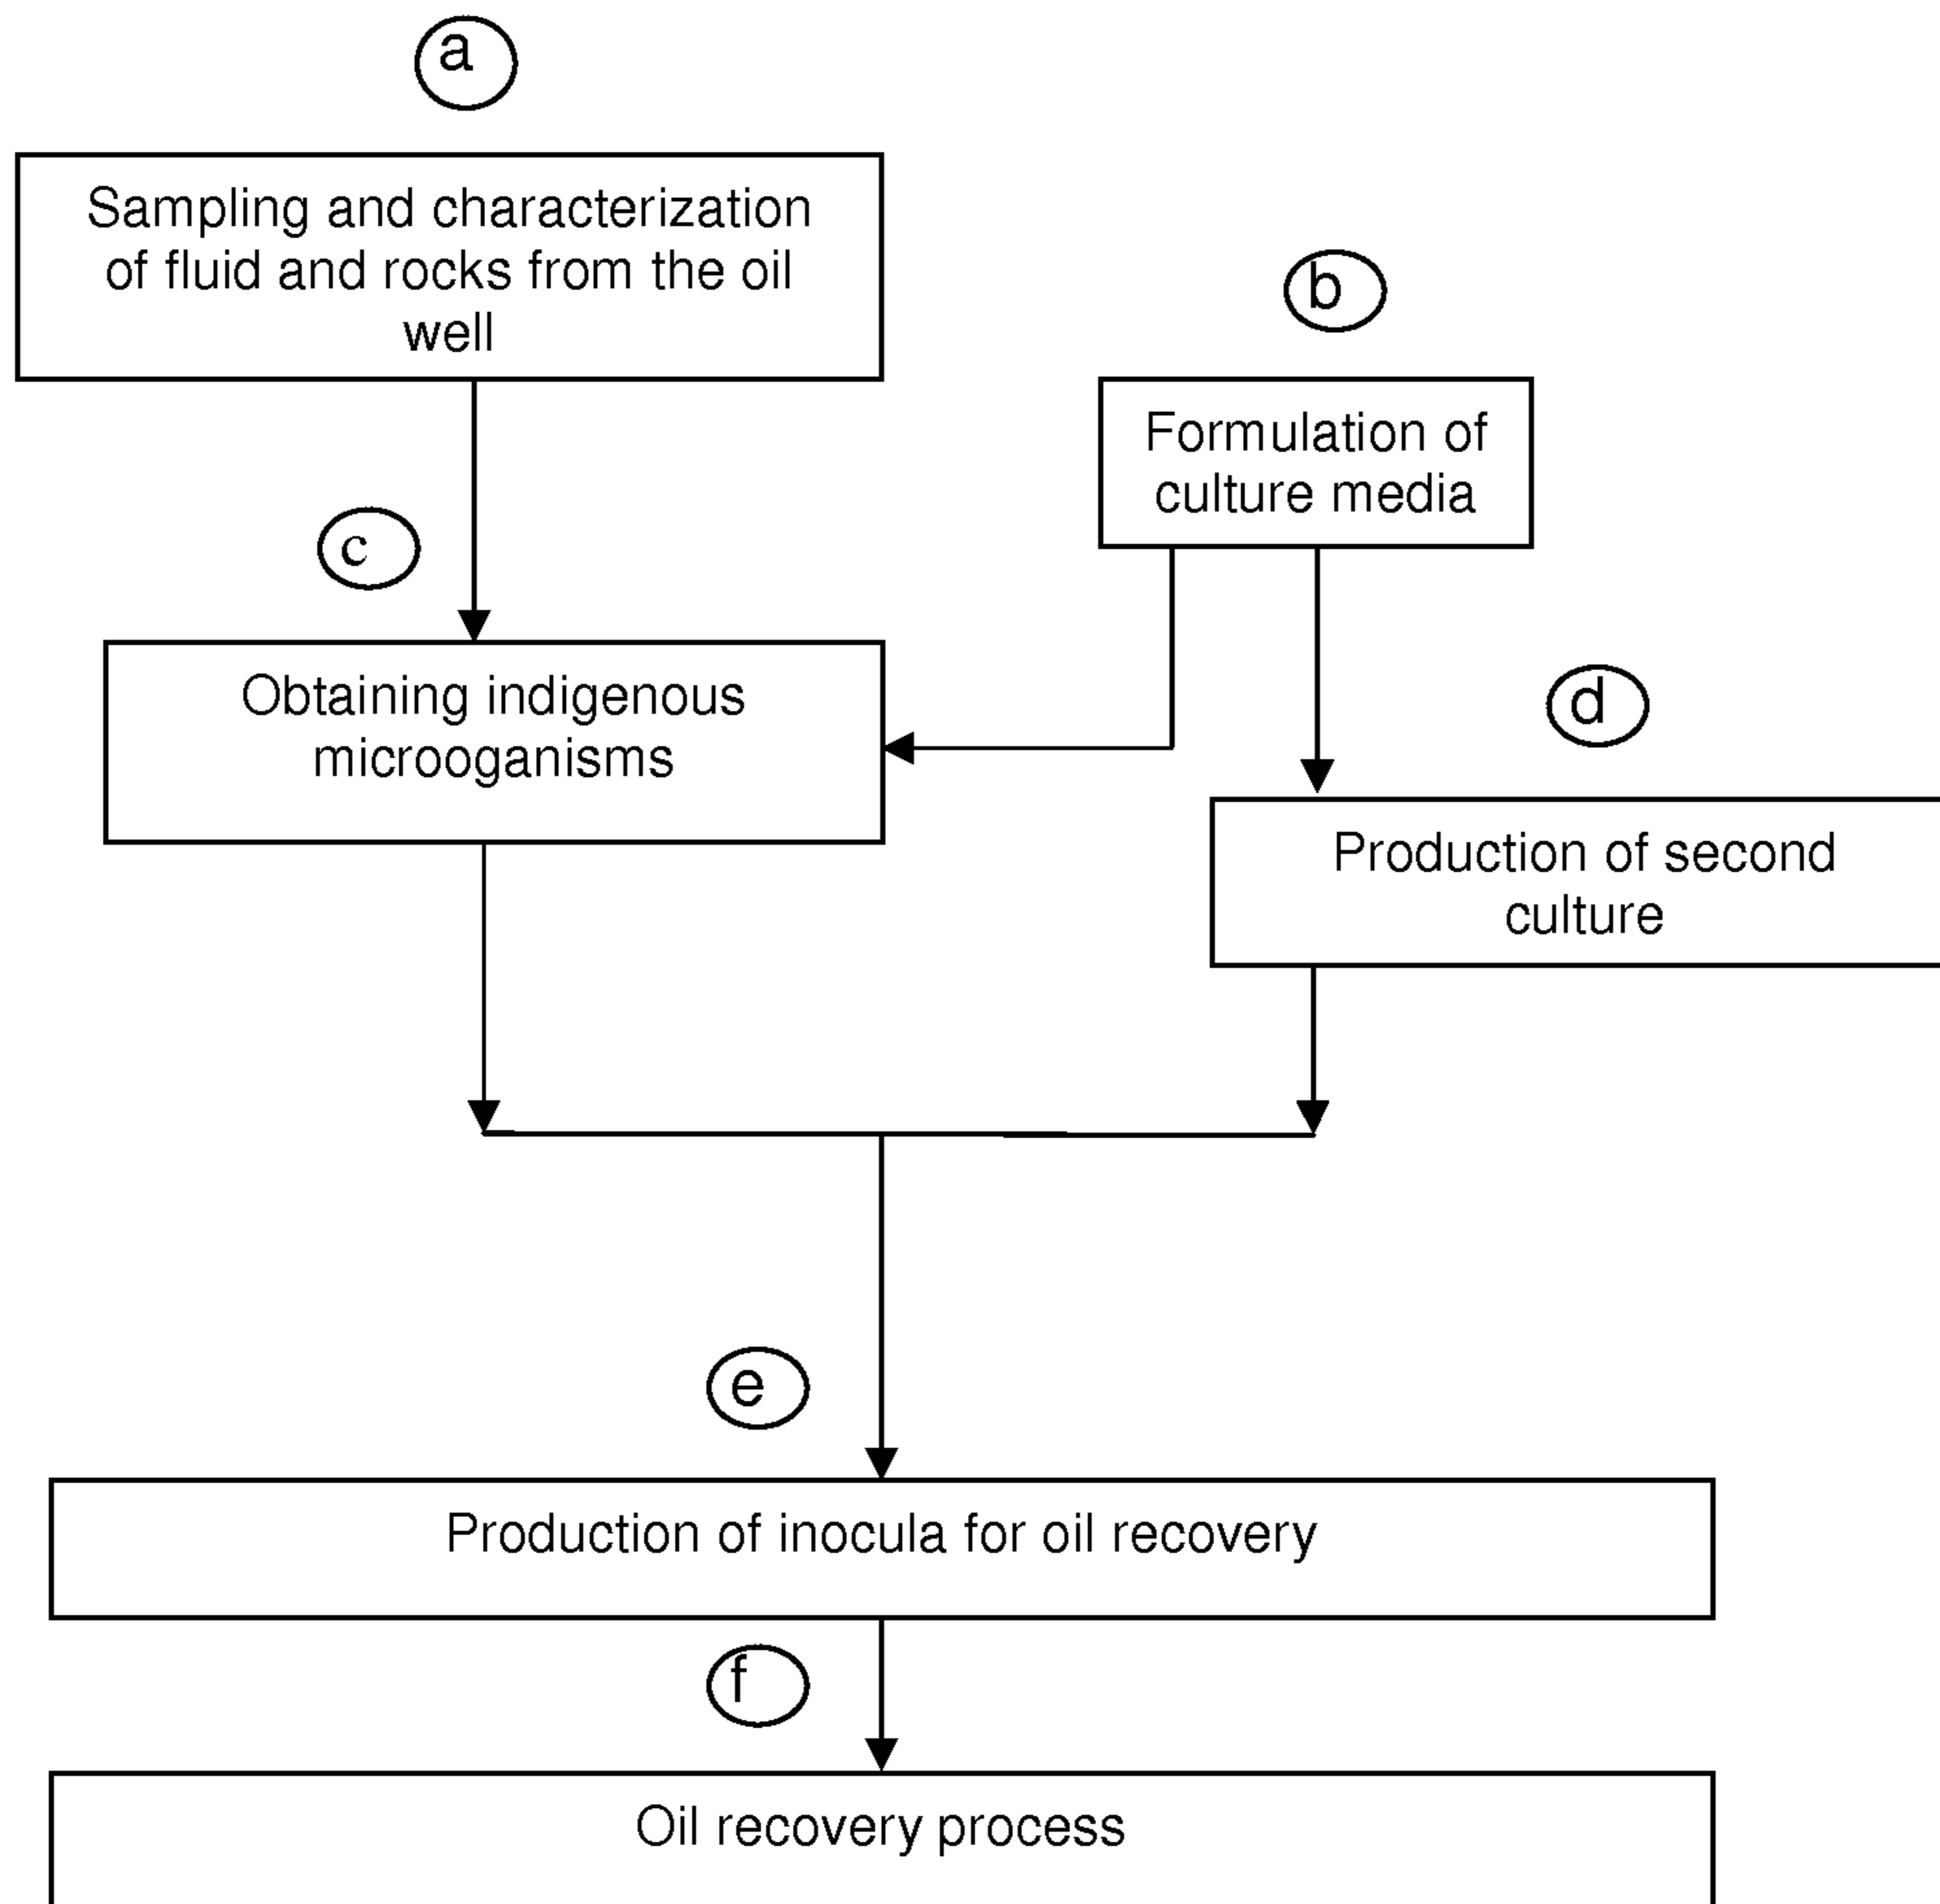 a
Sampling and characterization
of fluid and rocks from the oil
well
b
Formulation of
culture media
c
Obtaining indigenous
microoganisms
d
Production of second
culture
e
Production of inocula for oil recovery
f
Oil recovery process